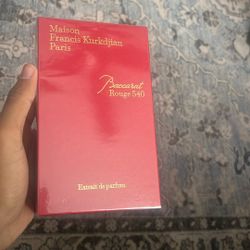 Maison
Francis Kurkdjian
Paris
Baccarat
Rouge 540
Extrait de parfum